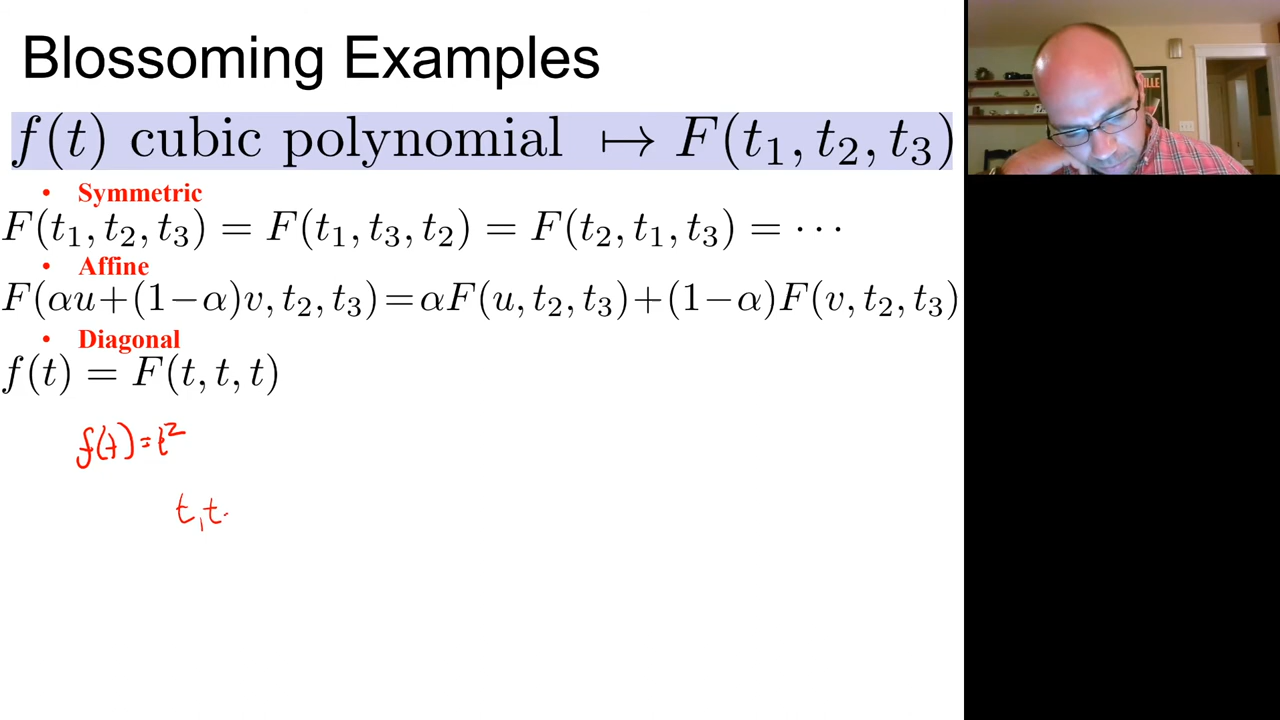 Blossoming Examples
f(t) cubic polynomial ↦ F(t₁, t₂, t₃)
• Symmetric
F(t₁, t₂, t₃) = F(t₁, t₃, t₂) = F(t₂, t₁, t₃) = ⋯
• Affine
F(αu+(1−α)v, t₂, t₃)=αF(u, t₂, t₃)+(1−α)F(v, t₂, t₃)
• Diagonal
f(t) = F(t, t, t)
f(t)=t²
t₁t